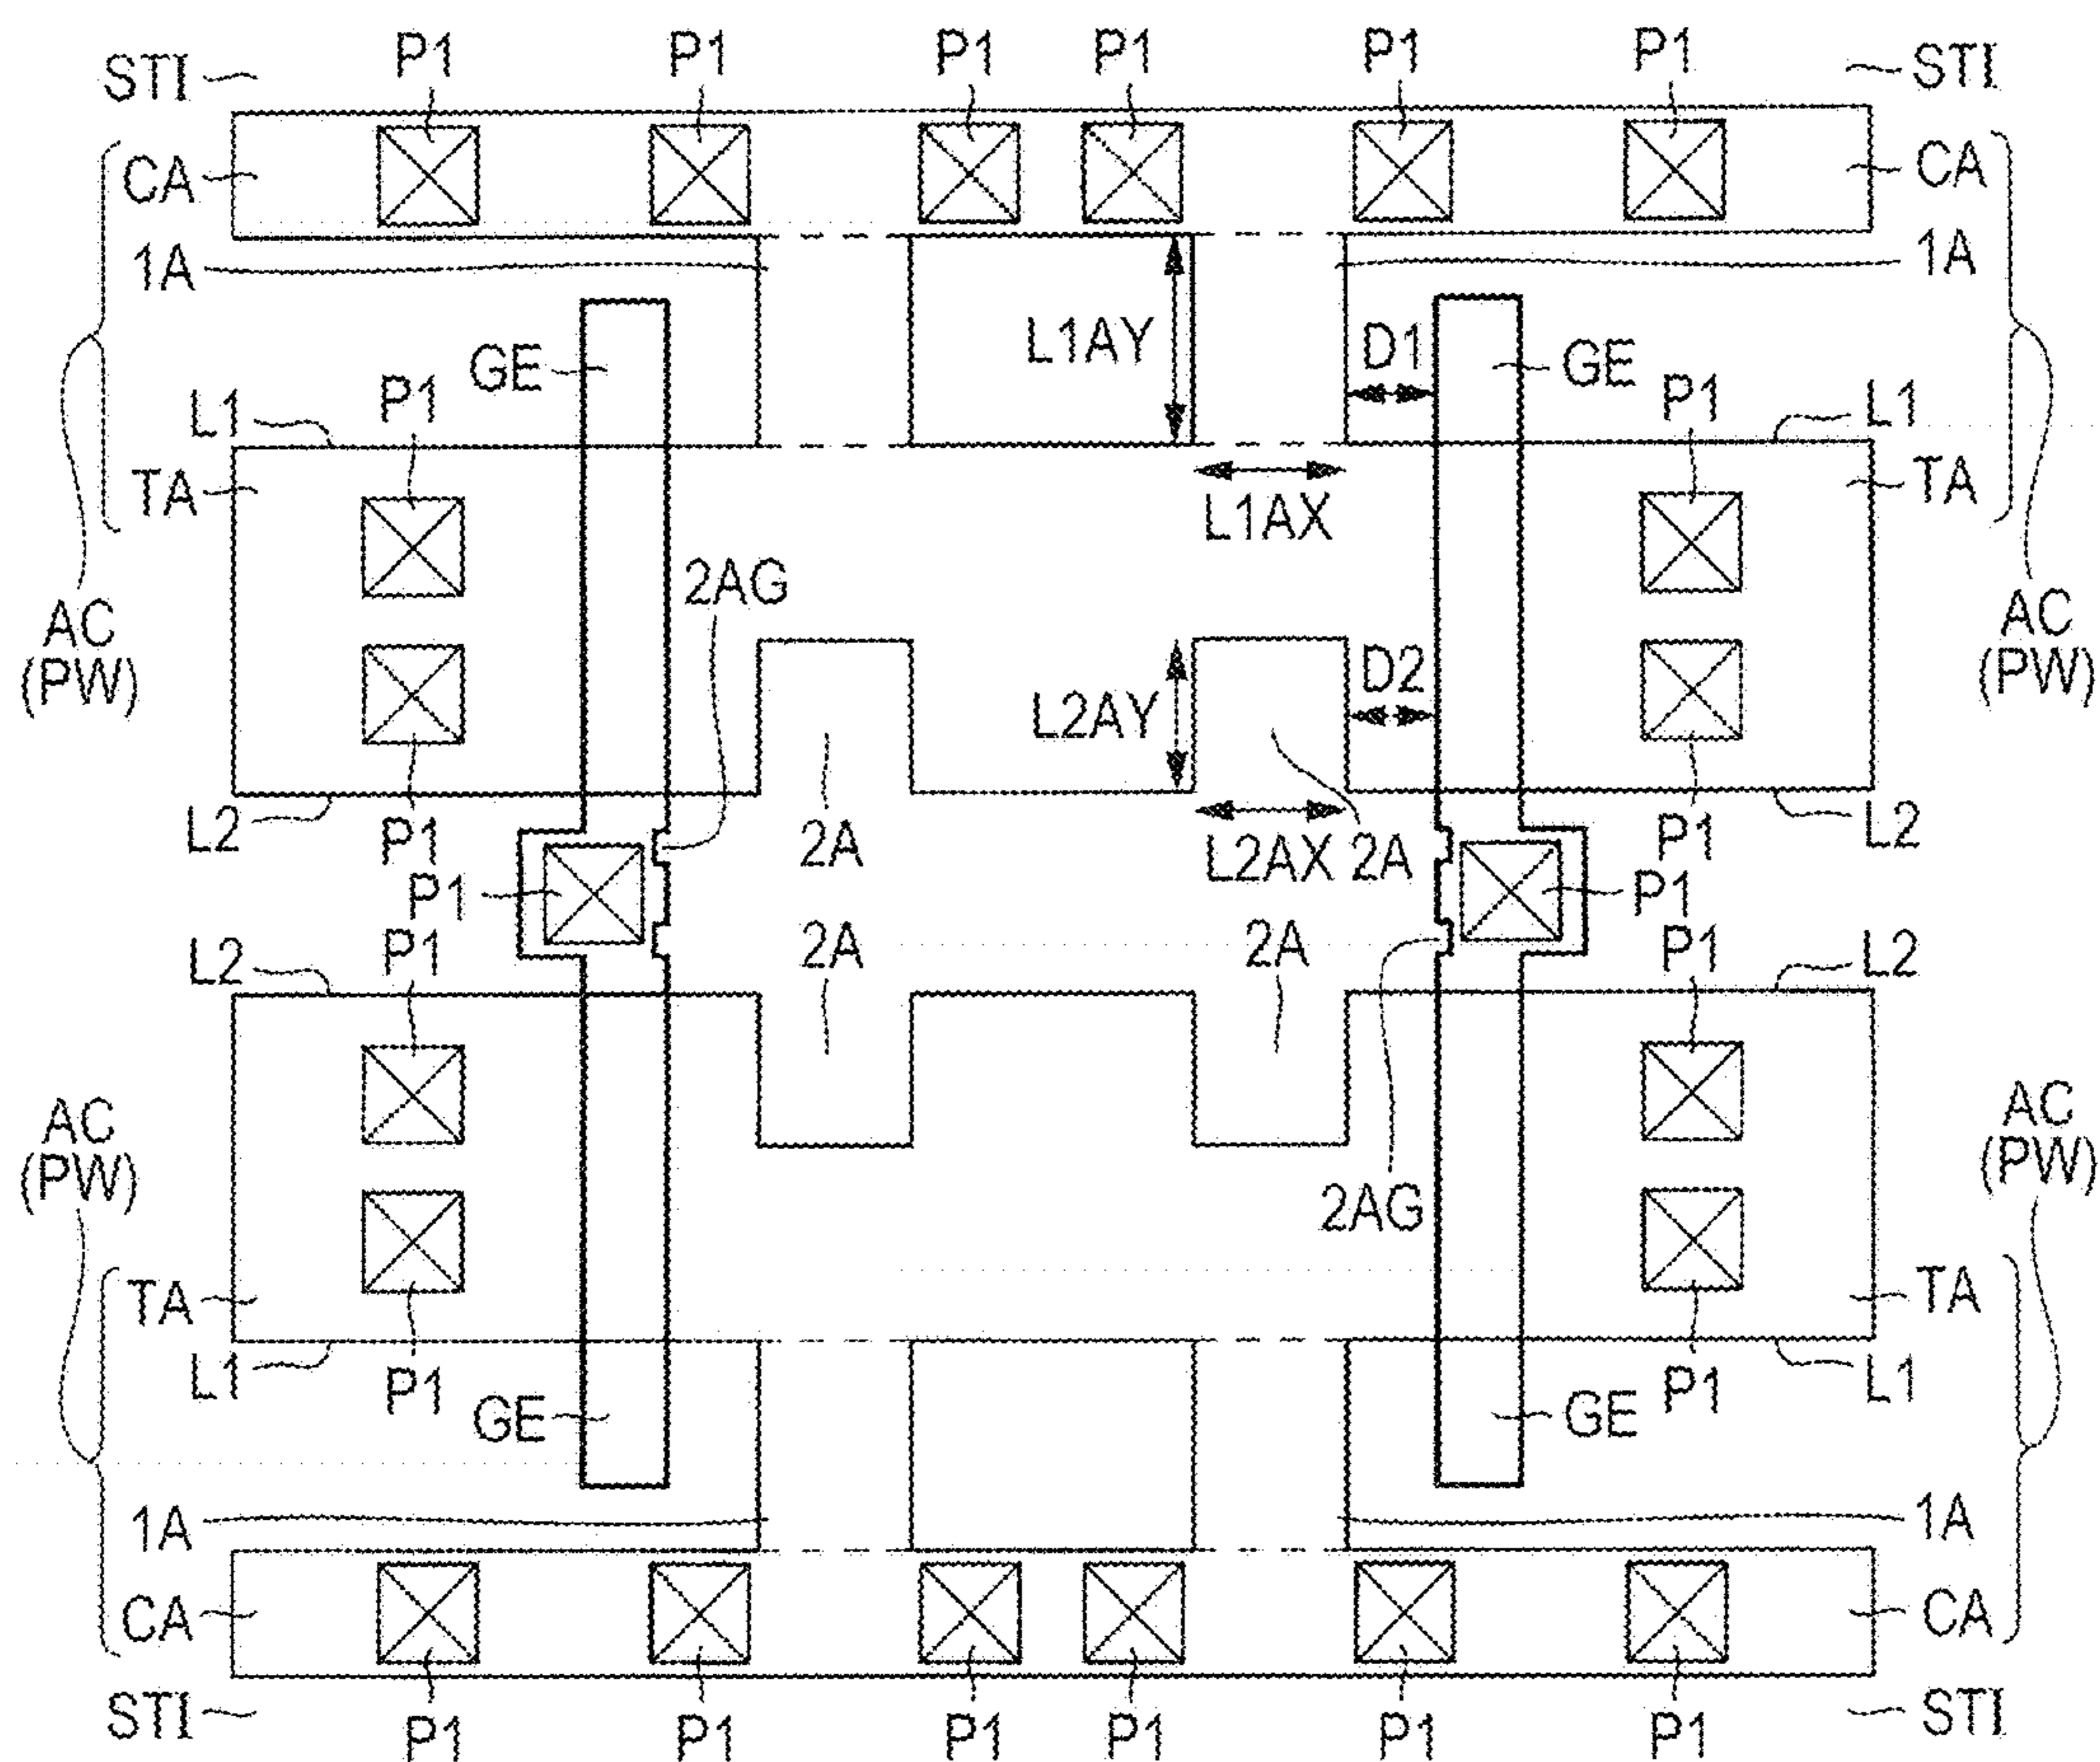 P1 P1 P1 P1 P1 P1
STI STI
CA CA
1A 1A
L1AY D1
GE GE
P1 P1
L1 L1
TA TA
L1AX
2AG
AC AC
(PW) (PW)
D2
L2AY
L2 P1 2A L2AX 2A P1 L2
P1 P1
L2 P1 2A 2A P1 L2
AC AC
(PW) (PW)
2AG
TA TA
L1 P1 P1 L1
GE GE
1A 1A
CA CA
STI STI
P1 P1 P1 P1 P1 P1